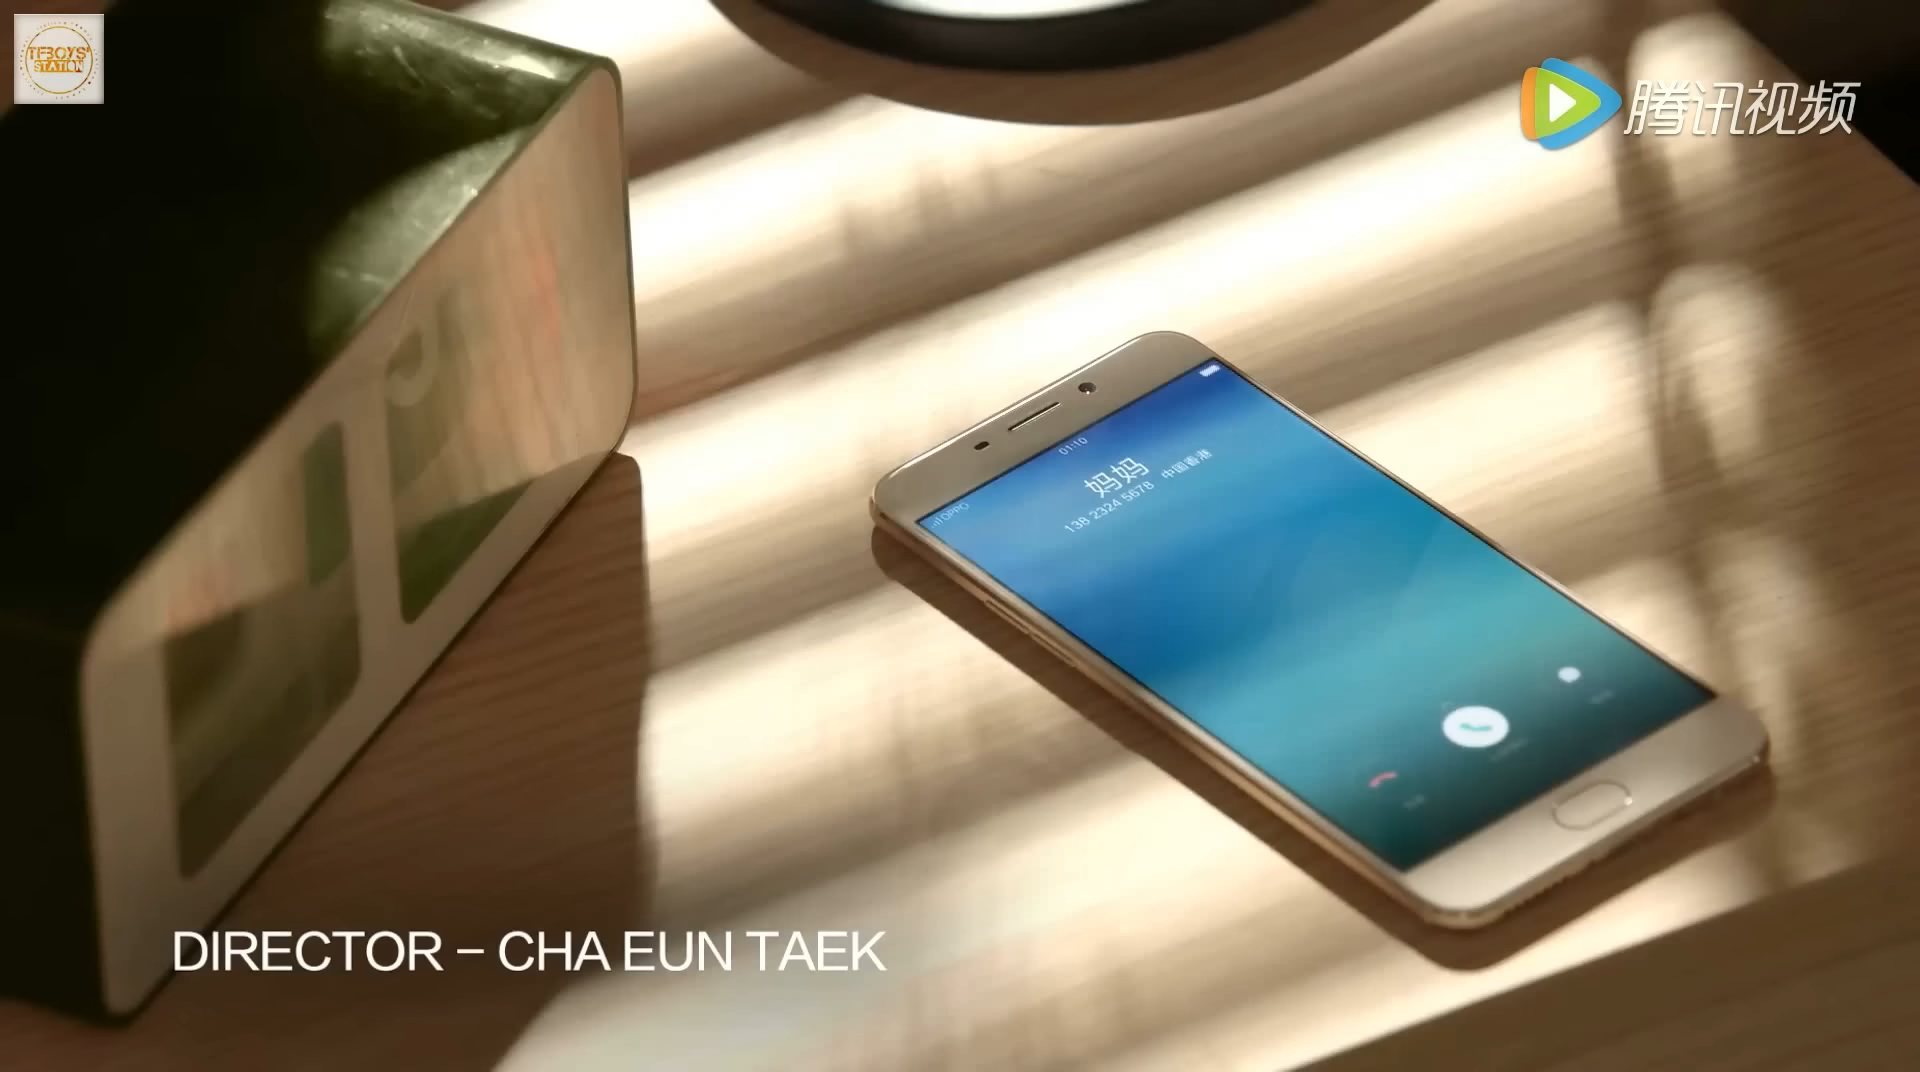 TFBOYS'
STATION
腾讯视频
OPPO
01:10
妈妈
138 2324 5678 中国香港
DIRECTOR – CHA EUN TAEK